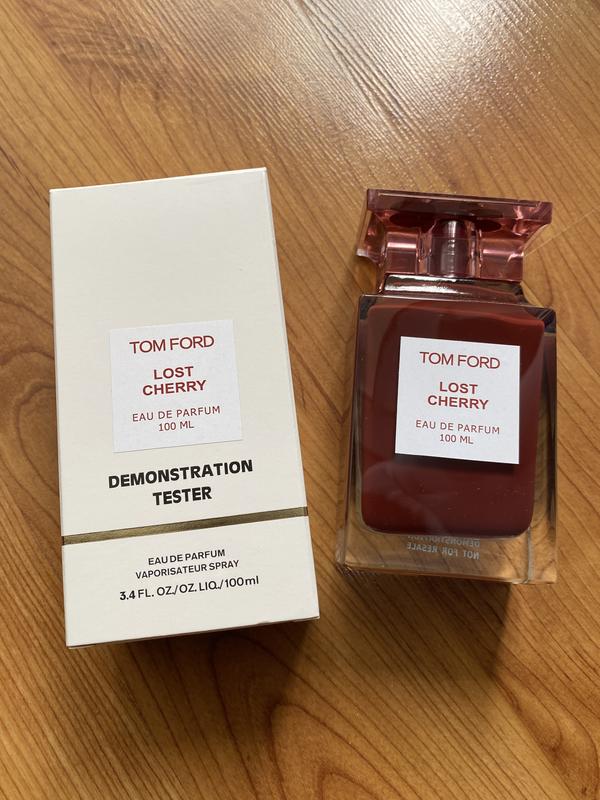 TOM FORD
LOST
CHERRY
EAU DE PARFUM
100 ML
DEMONSTRATION
TESTER
EAU DE PARFUM
VAPORISATEUR SPRAY
3.4 FL. OZ./OZ. LIQ./100ml
TOM FORD
LOST
CHERRY
EAU DE PARFUM
100 ML
DEMONSTRATION
NOT FOR RESALE